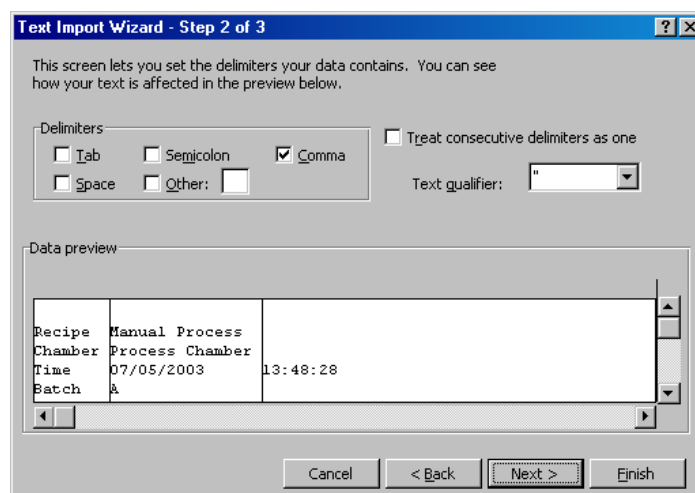 Text Import Wizard - Step 2 of 3
This screen lets you set the delimiters your data contains. You can see
how your text is affected in the preview below.
Delimiters
Tab Semicolon Comma
Space Other:
Treat consecutive delimiters as one
Text qualifier: "
Data preview
Recipe Manual Process
Chamber Process Chamber
Time 07/05/2003 13:48:28
Batch A
Cancel < Back Next > Finish